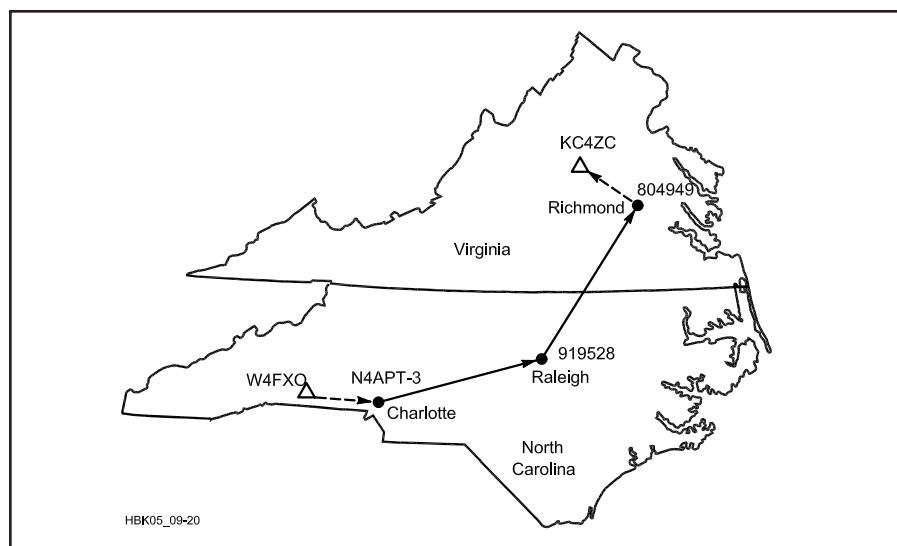 KC4ZC
804949
Richmond
Virginia
919528
Raleigh
W4FXO
N4APT-3
Charlotte
North
Carolina
HBK05_09-20